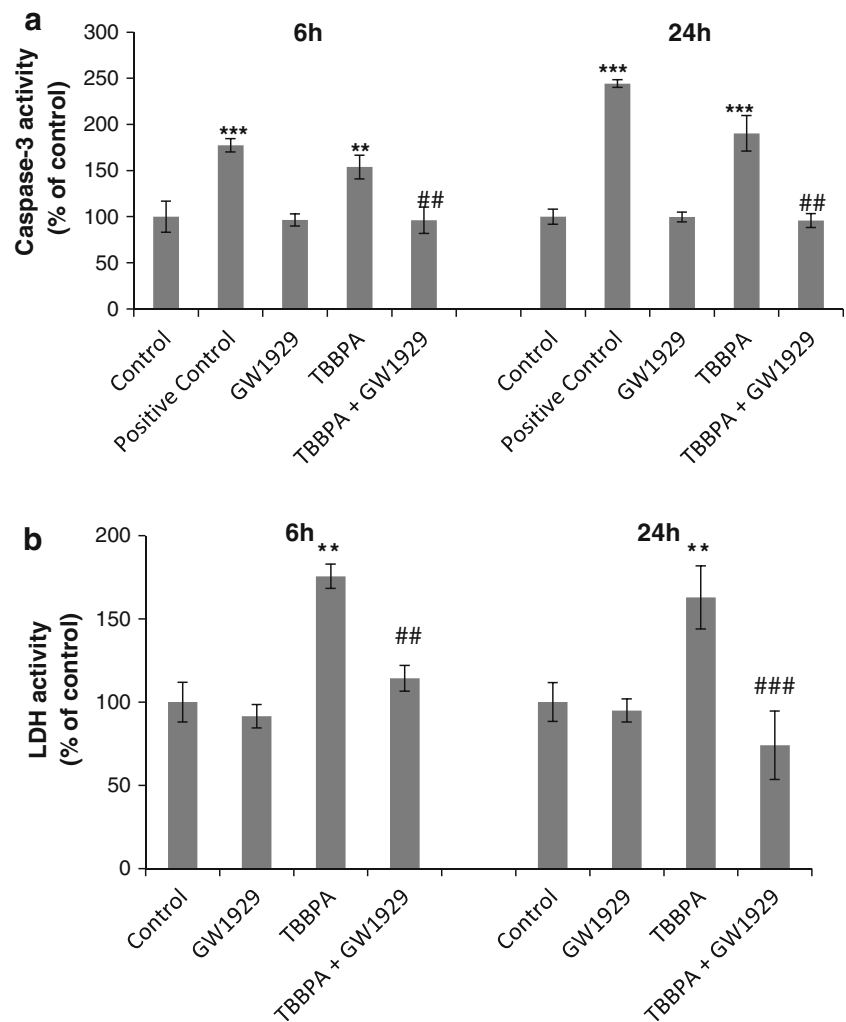 a
6h
24h
Caspase-3 activity
(% of control)
300
250
200
150
100
50
0
***
**
##
***
***
##
Control
Positive Control
GW1929
TBBPA
TBBPA + GW1929
Control
Positive Control
GW1929
TBBPA
TBBPA + GW1929
b
6h
24h
LDH activity
(% of control)
200
150
100
50
0
**
##
**
###
Control
GW1929
TBBPA
TBBPA + GW1929
Control
GW1929
TBBPA
TBBPA + GW1929